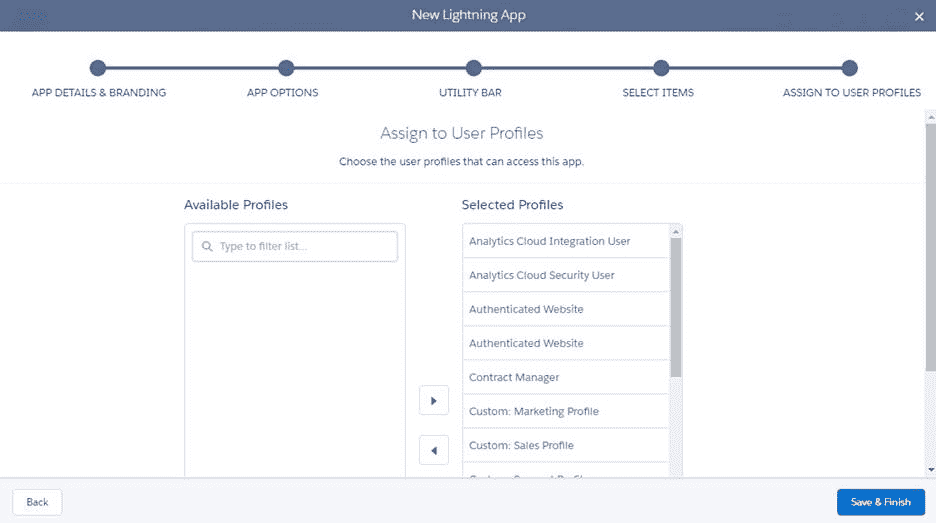 New Lightning App
APP DETAILS & BRANDING
APP OPTIONS
UTILITY BAR
SELECT ITEMS
ASSIGN TO USER PROFILES
Assign to User Profiles
Choose the user profiles that can access this app.
Available Profiles
Type to filter list...
Selected Profiles
Analytics Cloud Integration User
Analytics Cloud Security User
Authenticated Website
Authenticated Website
Contract Manager
Custom: Marketing Profile
Custom: Sales Profile
Back
Save & Finish